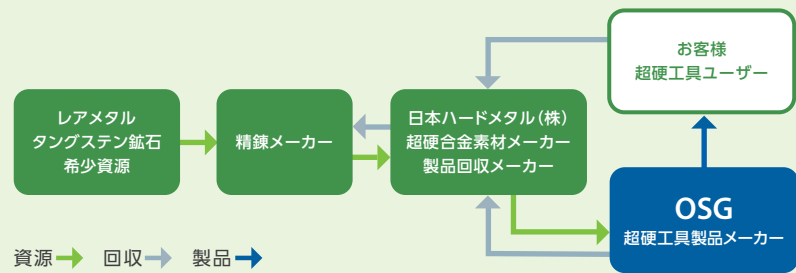 お客様
超硬工具ユーザー
レアメタル
タングステン鉱石
希少資源
精錬メーカー
日本ハードメタル(株)
超硬合金素材メーカー
製品回収メーカー
OSG
超硬工具製品メーカー
資源 回収 製品